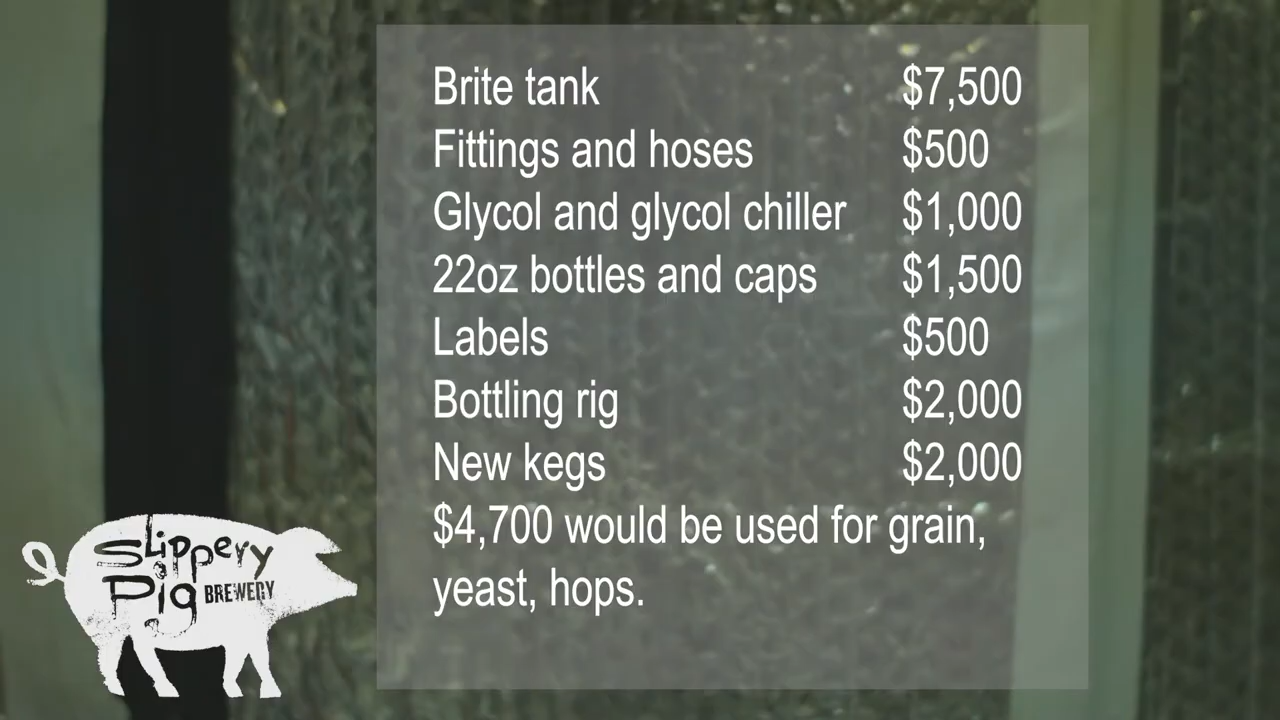 Brite tank $7,500
Fittings and hoses $500
Glycol and glycol chiller $1,000
22oz bottles and caps $1,500
Labels $500
Bottling rig $2,000
New kegs $2,000
$4,700 would be used for grain,
yeast, hops.
Slippery
Pig BREWERY